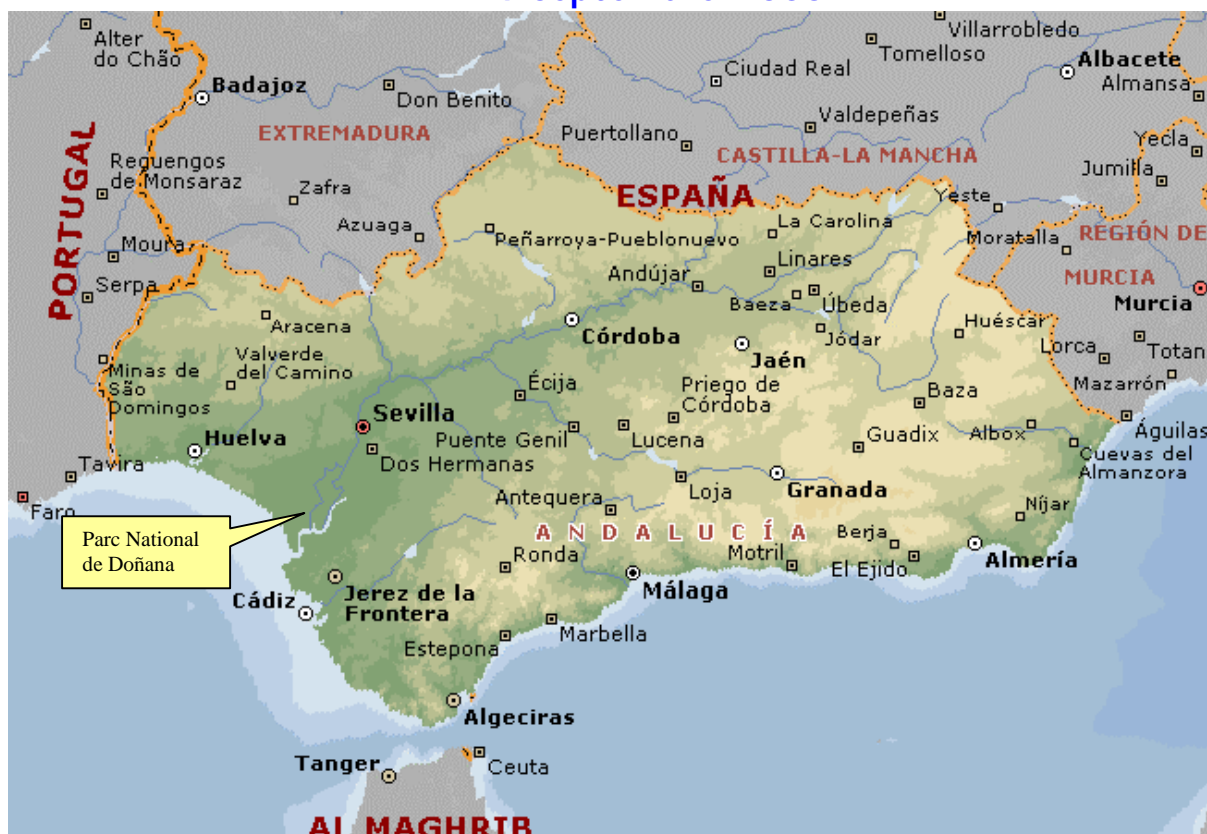 Alter
do Chão
Badajoz
Don Benito
EXTREMADURA
PORTUGAL
Reguengos
de Monsaraz
Zafra
Azuaga
Moura
Serpa
Minas de
São
Domingos
Tavira
Faro
Villarrobledo
Tomelloso
Ciudad Real
Albacete
Almansa
Valdepeñas
Puertollano
CASTILLA-LA MANCHA
Yecla
Jumilla
ESPAÑA
Yeste
Moratalla
REGIÓN DE
MURCIA
Murcia
Lorca
Totan
Mazarrón
Águilas
Peñarroya-Pueblonuevo
La Carolina
Linares
Andújar
Baeza
Úbeda
Huéscar
Aracena
Córdoba
Jaén
Jódar
Valverde
del Camino
Écija
Priego de
Córdoba
Baza
Sevilla
Huelva
Puente Genil
Lucena
Guadix
Albox
Cuevas del
Almanzora
Dos Hermanas
Antequera
Loja
Granada
Níjar
Parc National
de Doñana
ANDALUCÍA
Ronda
Motril
Berja
El Ejido
Almería
Jerez de la
Frontera
Cádiz
Málaga
Marbella
Estepona
Algeciras
Tanger
Ceuta
AL MAGHRIB